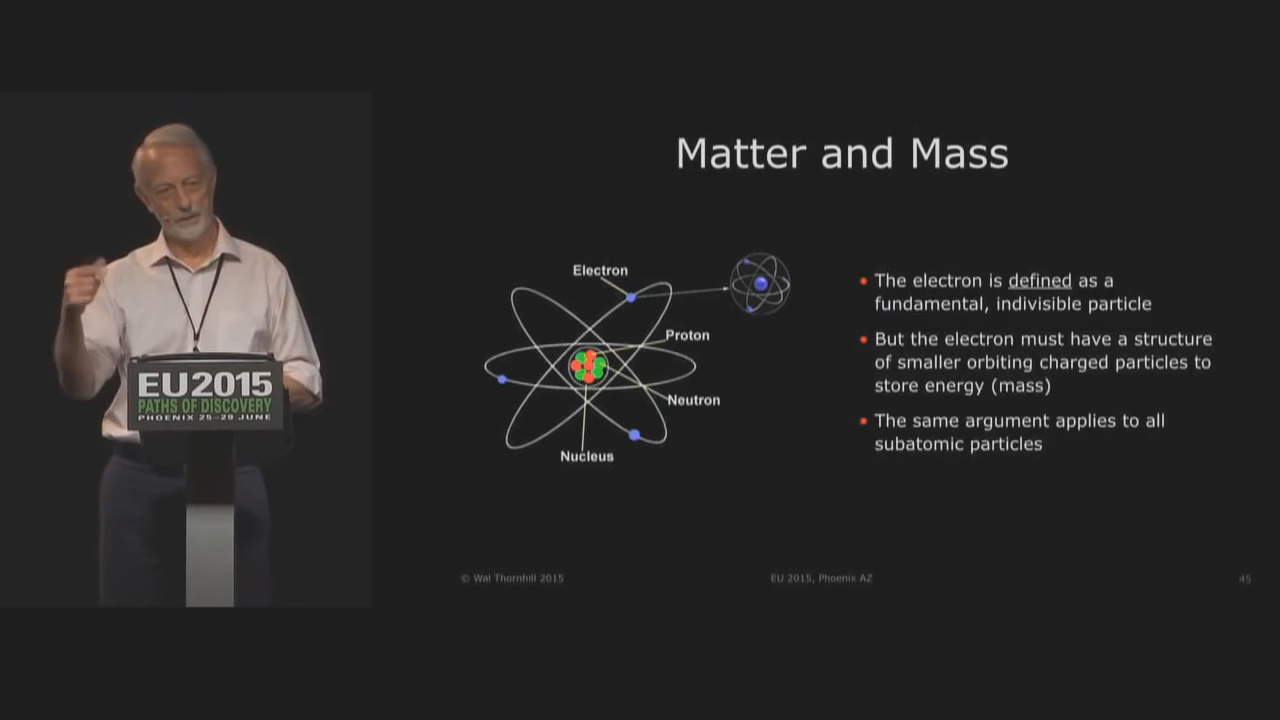 Matter and Mass
Electron
Proton
Neutron
Nucleus
• The electron is defined as a
fundamental, indivisible particle
• But the electron must have a structure
of smaller orbiting charged particles to
store energy (mass)
• The same argument applies to all
subatomic particles
EU2015
PATHS OF DISCOVERY
PHOENIX 25–29 JUNE
© Wal Thornhill 2015
EU 2015, Phoenix AZ
45